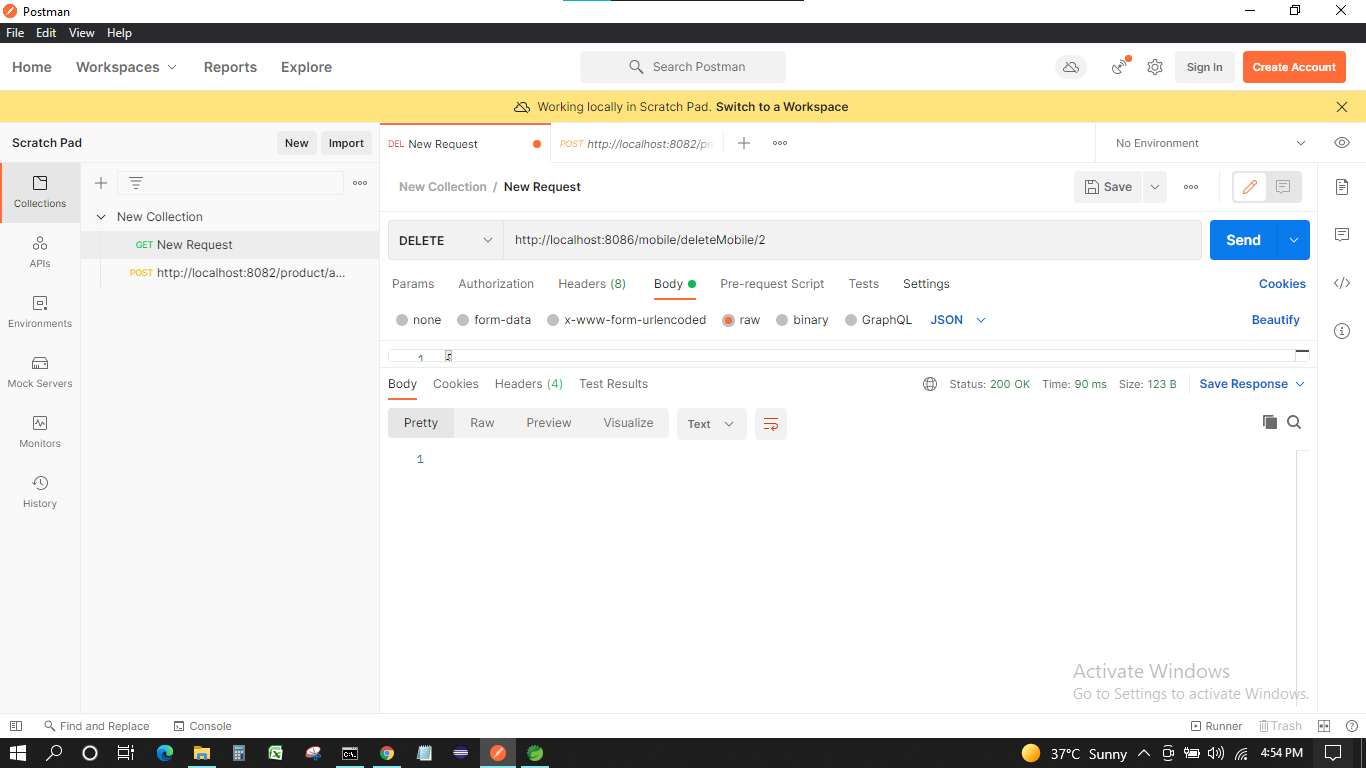 Postman
File Edit View Help
Home Workspaces Reports Explore Search Postman Sign In Create Account
Working locally in Scratch Pad. Switch to a Workspace
Scratch Pad New Import
DEL New Request POST http://localhost:8082/pr No Environment
Collections
APIs
Environments
Mock Servers
Monitors
History
New Collection
GET New Request
POST http://localhost:8082/product/a...
New Collection / New Request Save
DELETE http://localhost:8086/mobile/deleteMobile/2 Send
Params Authorization Headers (8) Body Pre-request Script Tests Settings Cookies
none form-data x-www-form-urlencoded raw binary GraphQL JSON Beautify
1
Body Cookies Headers (4) Test Results Status: 200 OK Time: 90 ms Size: 123 B Save Response
Pretty Raw Preview Visualize Text
1
Activate Windows
Go to Settings to activate Windows.
Find and Replace Console Runner Trash
37°C Sunny 4:54 PM